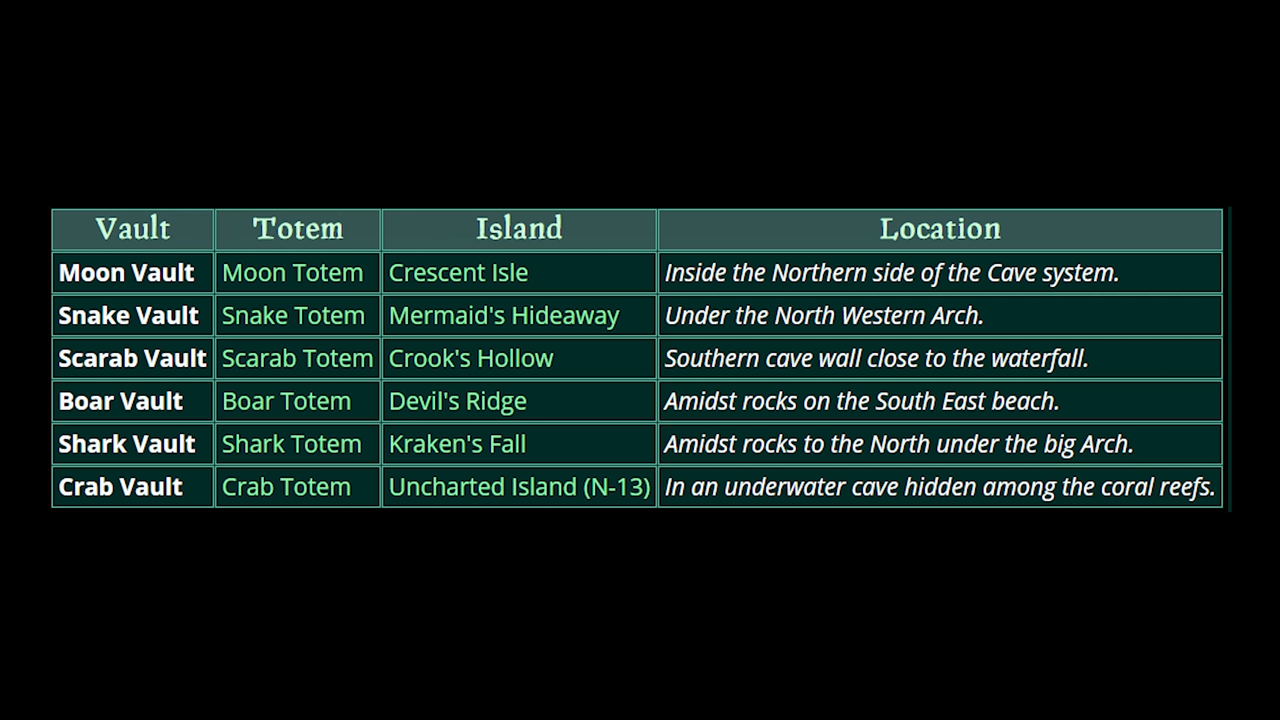 Vault Totem Island Location
Moon Vault Moon Totem Crescent Isle Inside the Northern side of the Cave system.
Snake Vault Snake Totem Mermaid's Hideaway Under the North Western Arch.
Scarab Vault Scarab Totem Crook's Hollow Southern cave wall close to the waterfall.
Boar Vault Boar Totem Devil's Ridge Amidst rocks on the South East beach.
Shark Vault Shark Totem Kraken's Fall Amidst rocks to the North under the big Arch.
Crab Vault Crab Totem Uncharted Island (N-13) In an underwater cave hidden among the coral reefs.